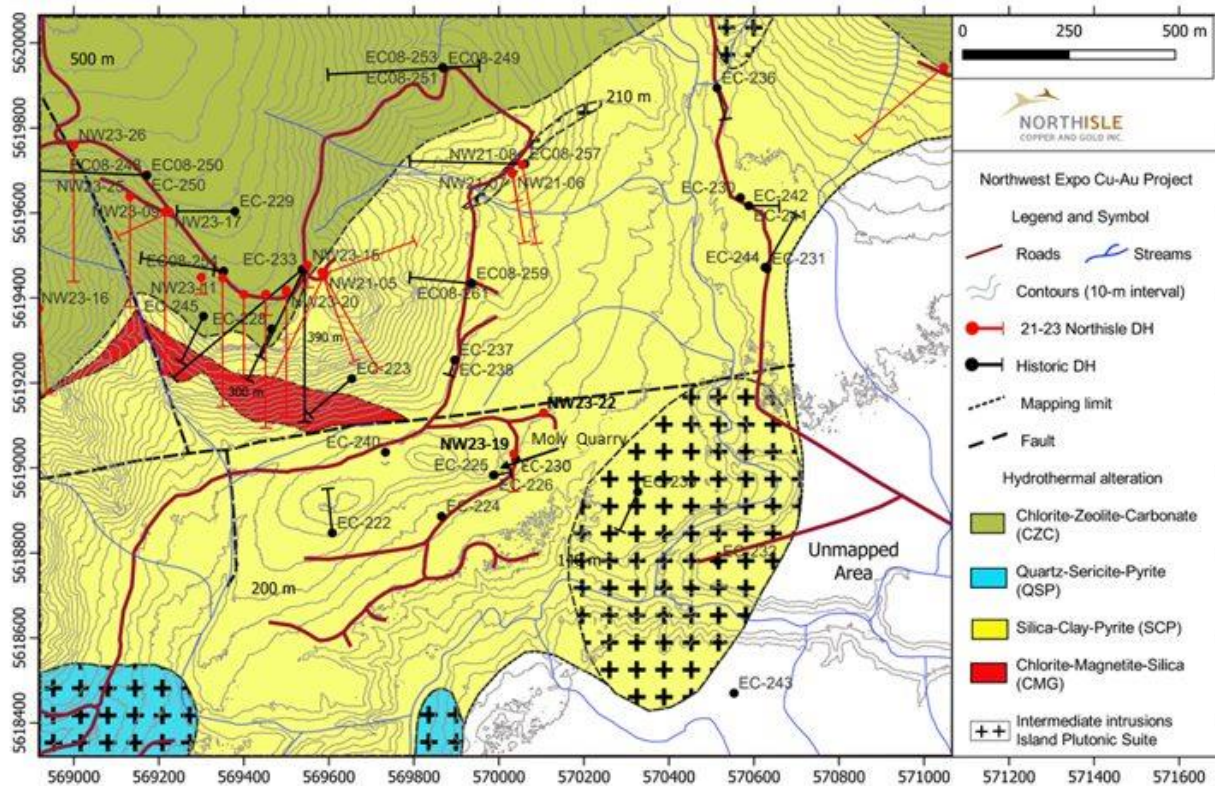 500 m
EC08-253
EC08-249
EC08-251
EC-236
210 m
NW23-26
EC08-248
EC08-250
EC-250
NW23-25
NW21-08
EC08-257
NW21-07
NW21-06
EC-229
NW23-09
NW23-17
EC-230
EC-242
EC-241
EC08-254
EC-233
NW23-15
EC-244
EC-231
NW23-16
NW23-11
NW21-05
EC08-259
EC08-261
EC-245
EC-228
NW23-20
390 m
EC-237
EC-238
300 m
EC-223
NW23-22
EC-240
NW23-19
Moly Quarry
EC-225
EC-230
EC-226
EC-224
EC-222
EC-232
Unmapped
Area
200 m
EC-243
5620000
5619800
5619600
5619400
5619200
5619000
5618800
5618600
5618400
569000
569200
569400
569600
569800
570000
570200
570400
570600
570800
571000
571200
571400
571600
0 250 500 m
NORTHISLE
COPPER AND GOLD INC.
Northwest Expo Cu-Au Project
Legend and Symbol
Roads
Streams
Contours (10-m interval)
21-23 Northisle DH
Historic DH
Mapping limit
Fault
Hydrothermal alteration
Chlorite-Zeolite-Carbonate
(CZC)
Quartz-Sericite-Pyrite
(QSP)
Silica-Clay-Pyrite (SCP)
Chlorite-Magnetite-Silica
(CMG)
Intermediate intrusions
Island Plutonic Suite